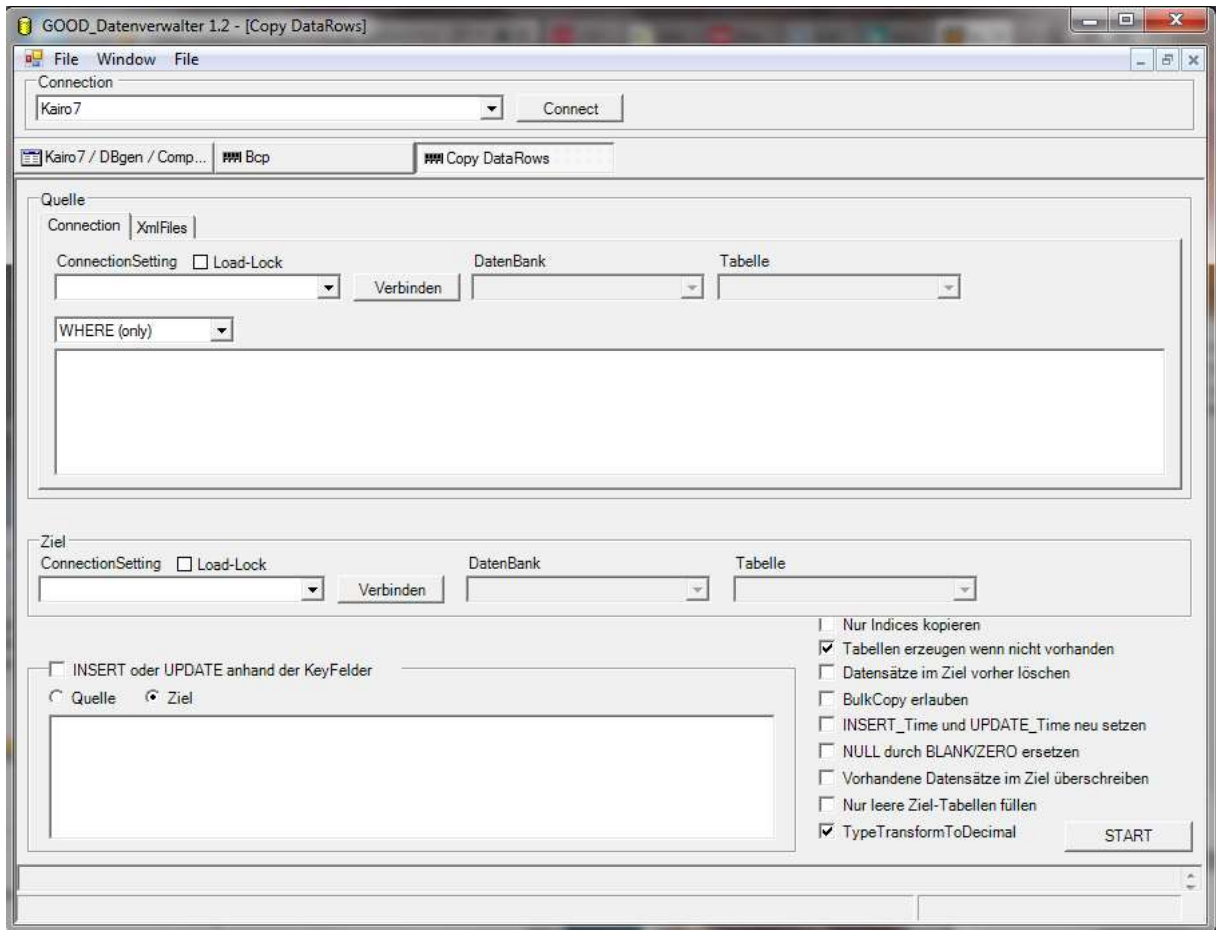 GOOD_Datenverwalter 1.2 - [Copy DataRows]
File Window File
Connection
Kairo7 Connect
Kairo7 / DBgen / Comp... Bcp Copy DataRows
Quelle
Connection XmlFiles
ConnectionSetting Load-Lock DatenBank Tabelle
Verbinden
WHERE (only)
Ziel
ConnectionSetting Load-Lock DatenBank Tabelle
Verbinden
Nur Indices kopieren
Tabellen erzeugen wenn nicht vorhanden
INSERT oder UPDATE anhand der KeyFelder
Datensätze im Ziel vorher löschen
Quelle Ziel
BulkCopy erlauben
INSERT_Time und UPDATE_Time neu setzen
NULL durch BLANK/ZERO ersetzen
Vorhandene Datensätze im Ziel überschreiben
Nur leere Ziel-Tabellen füllen
TypeTransformToDecimal
START